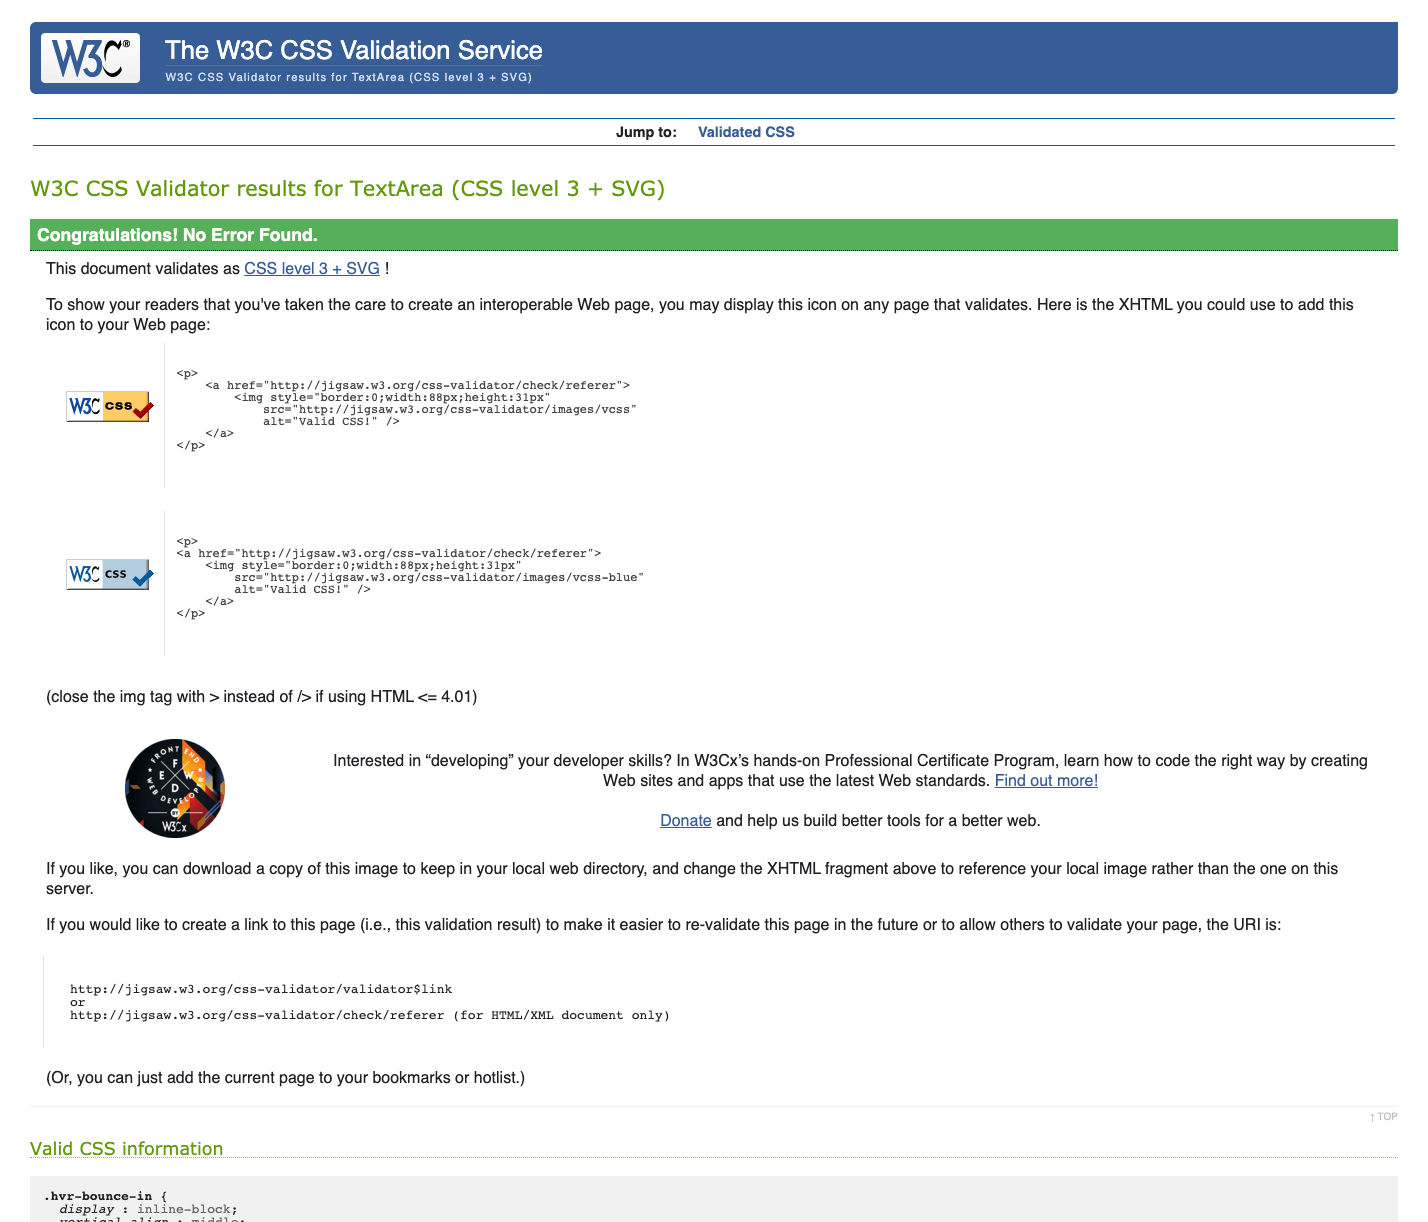 W3C®
The W3C CSS Validation Service
W3C CSS Validator results for TextArea (CSS level 3 + SVG)
Jump to: Validated CSS
W3C CSS Validator results for TextArea (CSS level 3 + SVG)
Congratulations! No Error Found.
This document validates as CSS level 3 + SVG !
To show your readers that you've taken the care to create an interoperable Web page, you may display this icon on any page that validates. Here is the XHTML you could use to add this
icon to your Web page:
W3C css
<p>
    <a href="http://jigsaw.w3.org/css-validator/check/referer">
        <img style="border:0;width:88px;height:31px"
            src="http://jigsaw.w3.org/css-validator/images/vcss"
            alt="Valid CSS!" />
    </a>
</p>
W3C css
<p>
<a href="http://jigsaw.w3.org/css-validator/check/referer">
    <img style="border:0;width:88px;height:31px"
        src="http://jigsaw.w3.org/css-validator/images/vcss-blue"
        alt="Valid CSS!" />
    </a>
</p>
(close the img tag with > instead of /> if using HTML <= 4.01)
FRONT END
WEB DEVELOPER
F E W D
BY
W3Cx
Interested in “developing” your developer skills? In W3Cx’s hands-on Professional Certificate Program, learn how to code the right way by creating
Web sites and apps that use the latest Web standards. Find out more!
Donate and help us build better tools for a better web.
If you like, you can download a copy of this image to keep in your local web directory, and change the XHTML fragment above to reference your local image rather than the one on this
server.
If you would like to create a link to this page (i.e., this validation result) to make it easier to re-validate this page in the future or to allow others to validate your page, the URI is:
http://jigsaw.w3.org/css-validator/validator$link
or
http://jigsaw.w3.org/css-validator/check/referer (for HTML/XML document only)
(Or, you can just add the current page to your bookmarks or hotlist.)
↑ TOP
Valid CSS information
.hvr-bounce-in {
  display : inline-block;
  vertical-align : middle;